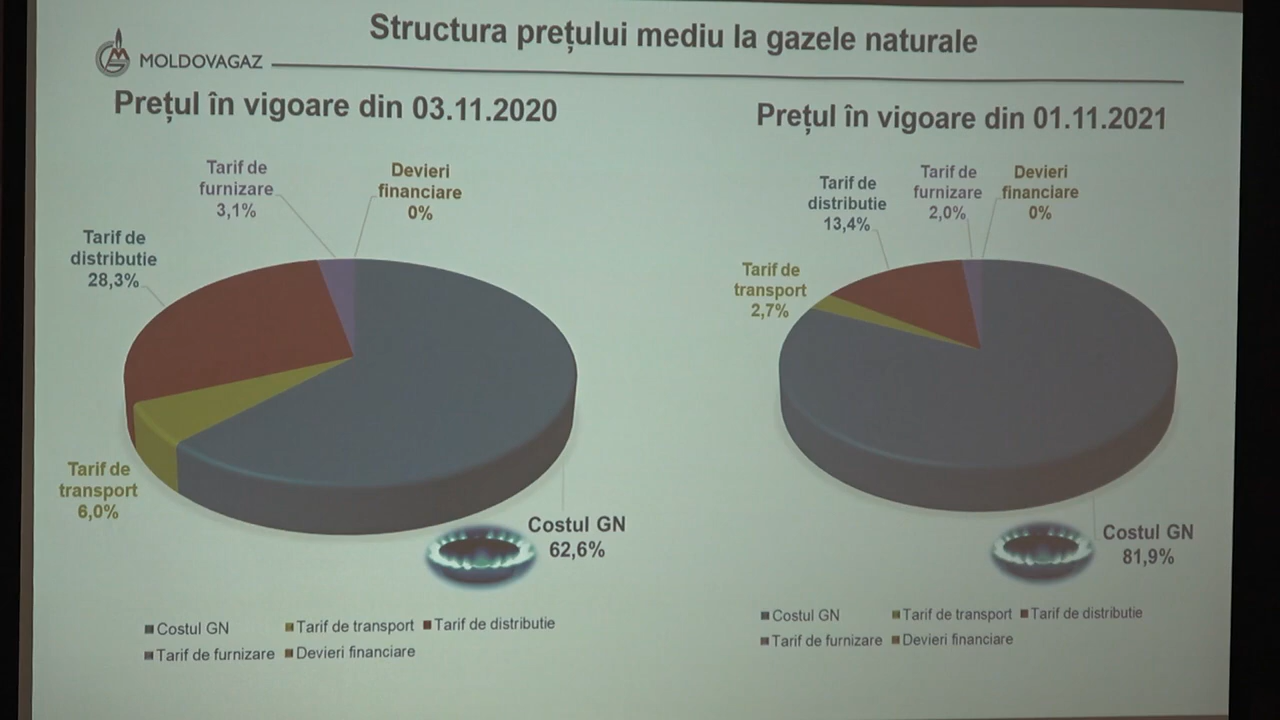 Structura prețului mediu la gazele naturale
MOLDOVAGAZ
Prețul în vigoare din 03.11.2020
Tarif de
furnizare
3,1%
Devieri
financiare
0%
Tarif de
distributie
28,3%
Tarif de
transport
6,0%
Costul GN
62,6%
Costul GN
Tarif de transport
Tarif de distributie
Tarif de furnizare
Devieri financiare
Prețul în vigoare din 01.11.2021
Tarif de
distributie
13,4%
Tarif de
furnizare
2,0%
Devieri
financiare
0%
Tarif de
transport
2,7%
Costul GN
81,9%
Costul GN
Tarif de transport
Tarif de distributie
Tarif de furnizare
Devieri financiare